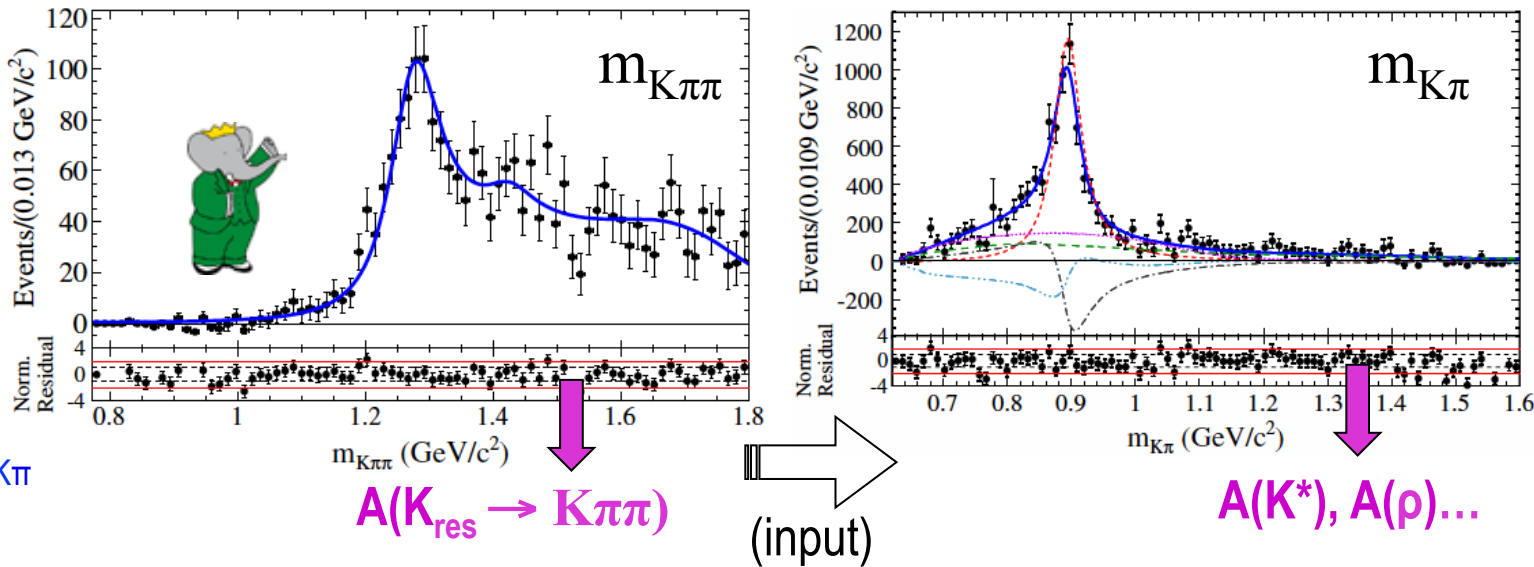 120
100
80
60
40
20
0
Events/(0.013 GeV/c²)
m_Kππ
4
0
-4
Norm.
Residual
0.8 1 1.2 1.4 1.6 1.8
m_Kππ (GeV/c²)
Kπ
A(K_res → Kππ)
(input)
1200
1000
800
600
400
200
0
-200
Events/(0.0109 GeV/c²)
m_Kπ
4
0
-4
Norm.
Residual
0.7 0.8 0.9 1 1.1 1.2 1.3 1.4 1.5 1.6
m_Kπ (GeV/c²)
A(K*), A(ρ)...